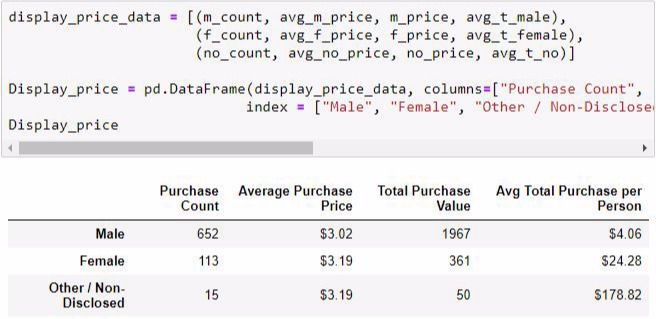 display_price_data = [(m_count, avg_m_price, m_price, avg_t_male),
(f_count, avg_f_price, f_price, avg_t_female),
(no_count, avg_no_price, no_price, avg_t_no)]
Display_price = pd.DataFrame(display_price_data, columns=["Purchase Count",
index = ["Male", "Female", "Other / Non-Disclose
Display_price
Purchase Count Average Purchase Price Total Purchase Value Avg Total Purchase per Person
Male 652 $3.02 1967 $4.06
Female 113 $3.19 361 $24.28
Other / Non-Disclosed 15 $3.19 50 $178.82